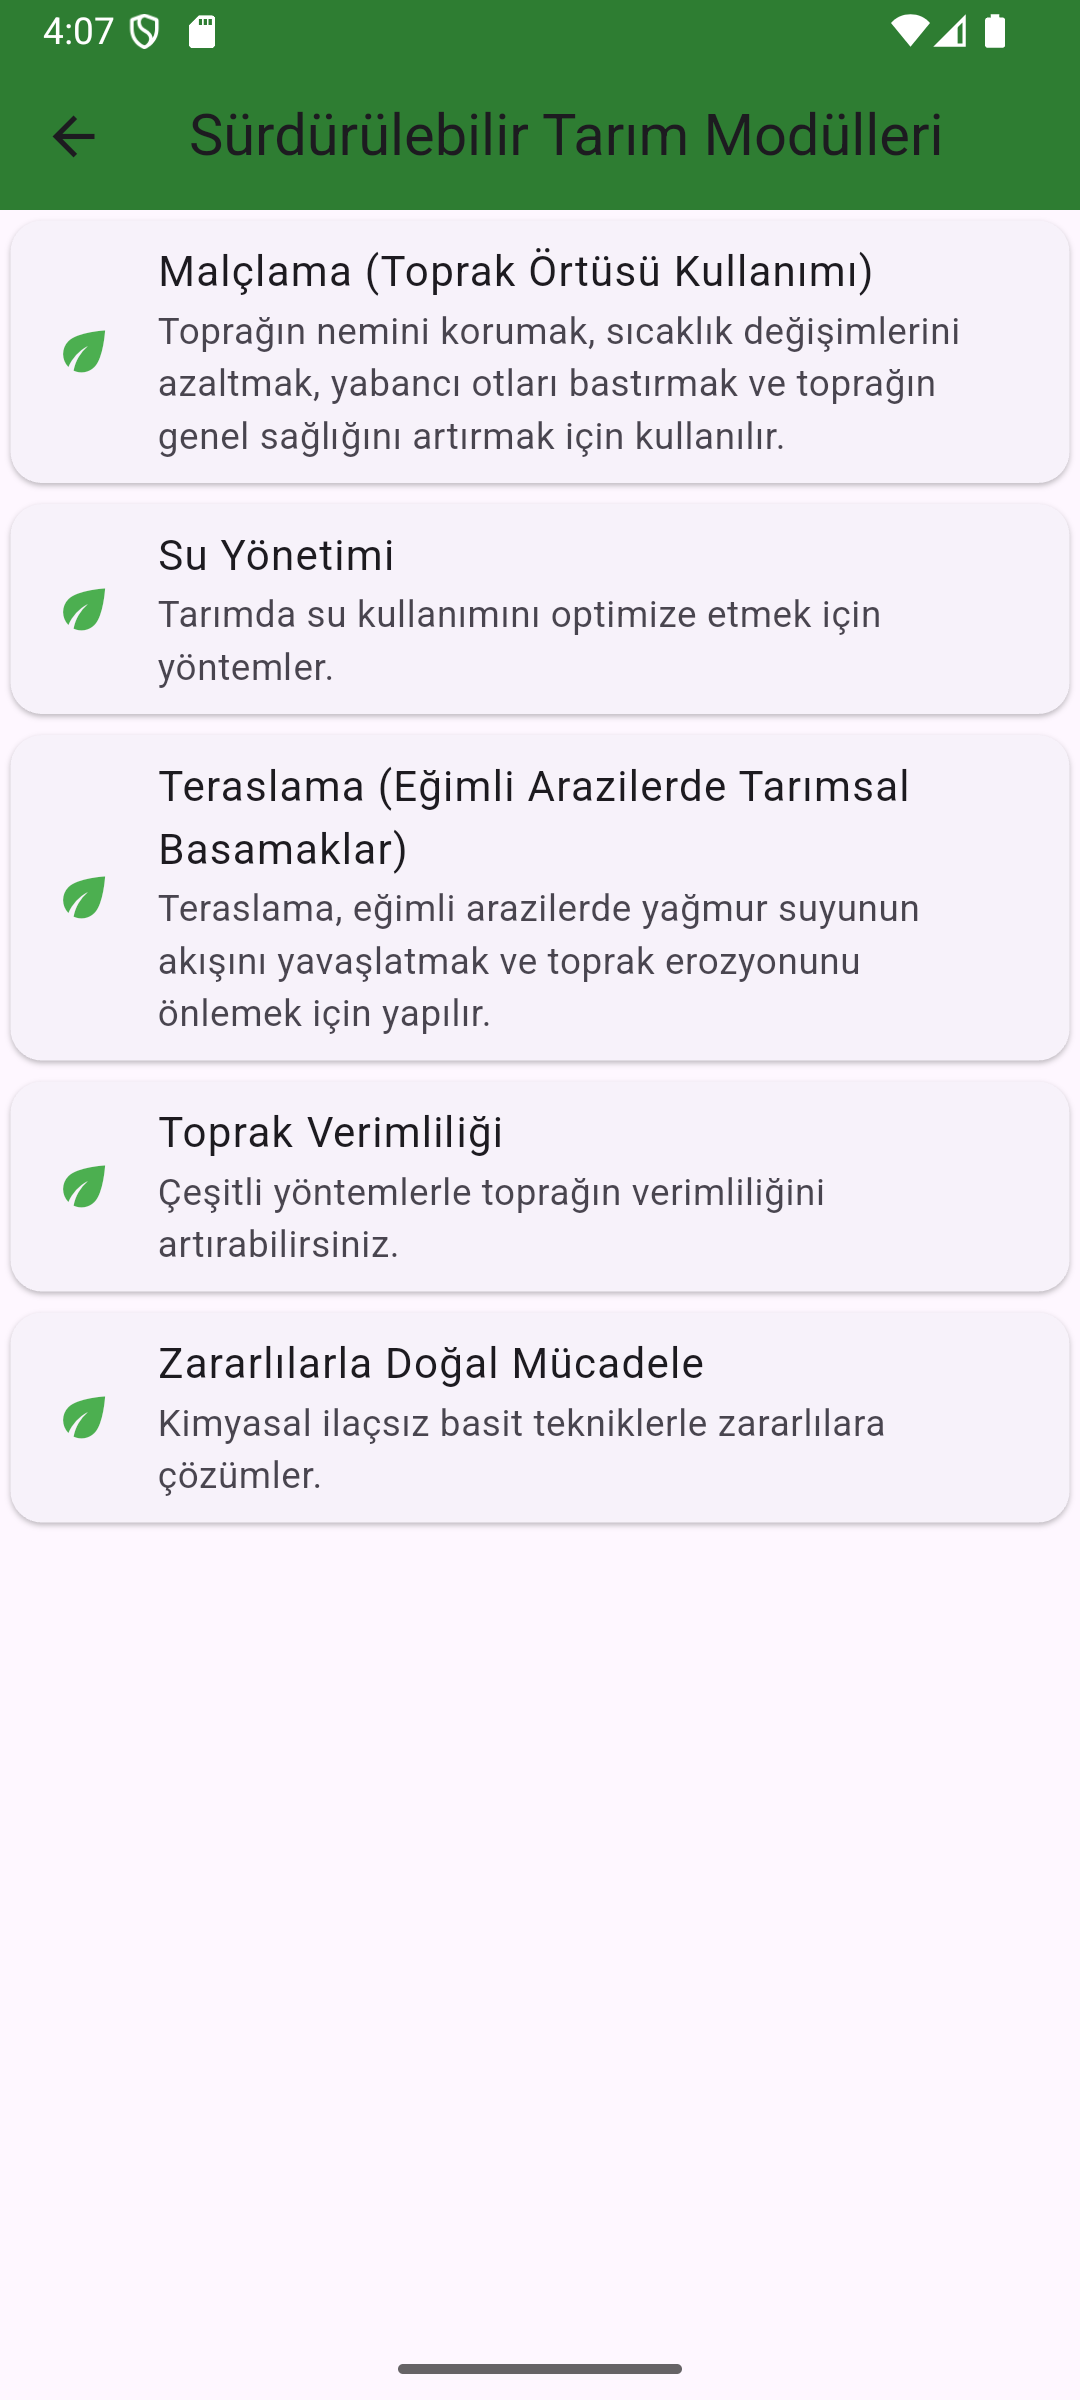 4:07
Sürdürülebilir Tarım Modülleri
Malçlama (Toprak Örtüsü Kullanımı)
Toprağın nemini korumak, sıcaklık değişimlerini
azaltmak, yabancı otları bastırmak ve toprağın
genel sağlığını artırmak için kullanılır.
Su Yönetimi
Tarımda su kullanımını optimize etmek için
yöntemler.
Teraslama (Eğimli Arazilerde Tarımsal
Basamaklar)
Teraslama, eğimli arazilerde yağmur suyunun
akışını yavaşlatmak ve toprak erozyonunu
önlemek için yapılır.
Toprak Verimliliği
Çeşitli yöntemlerle toprağın verimliliğini
artırabilirsiniz.
Zararlılarla Doğal Mücadele
Kimyasal ilaçsız basit tekniklerle zararlılara
çözümler.